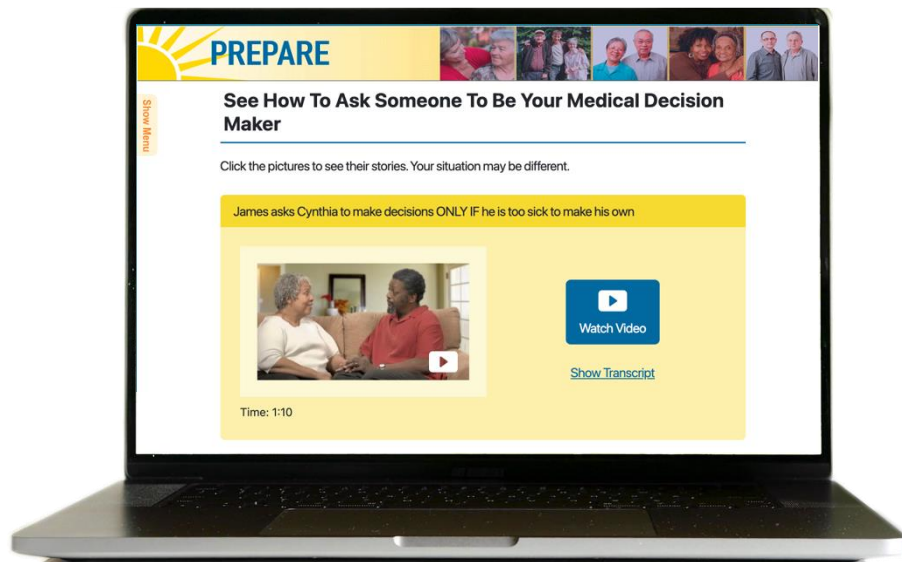 PREPARE
Show Menu
See How To Ask Someone To Be Your Medical Decision
Maker
Click the pictures to see their stories. Your situation may be different.
James asks Cynthia to make decisions ONLY IF he is too sick to make his own
Watch Video
Show Transcript
Time: 1:10